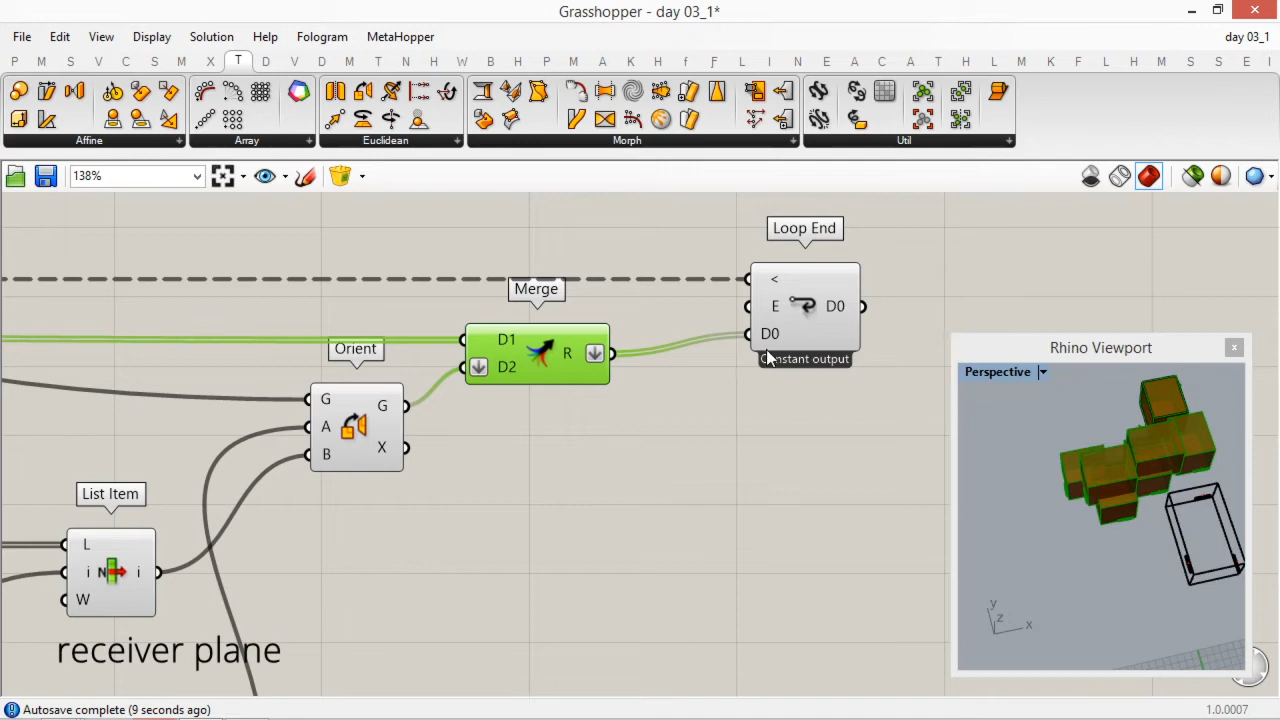 Grasshopper - day 03_1*
File Edit View Display Solution Help Fologram MetaHopper day 03_1
P M S V C S M X T D V T M T N H W B P M A K F F L I N E A H L M V H M S S E I
Affine Array Euclidean Morph Util
138%
Loop End
< E D0 D0
Constant output
Merge
D1 D2 R
Orient
G A B G X
List Item
L i W N i
receiver plane
Rhino Viewport
x
Perspective
y z x
Autosave complete (9 seconds ago)
1.0.0007